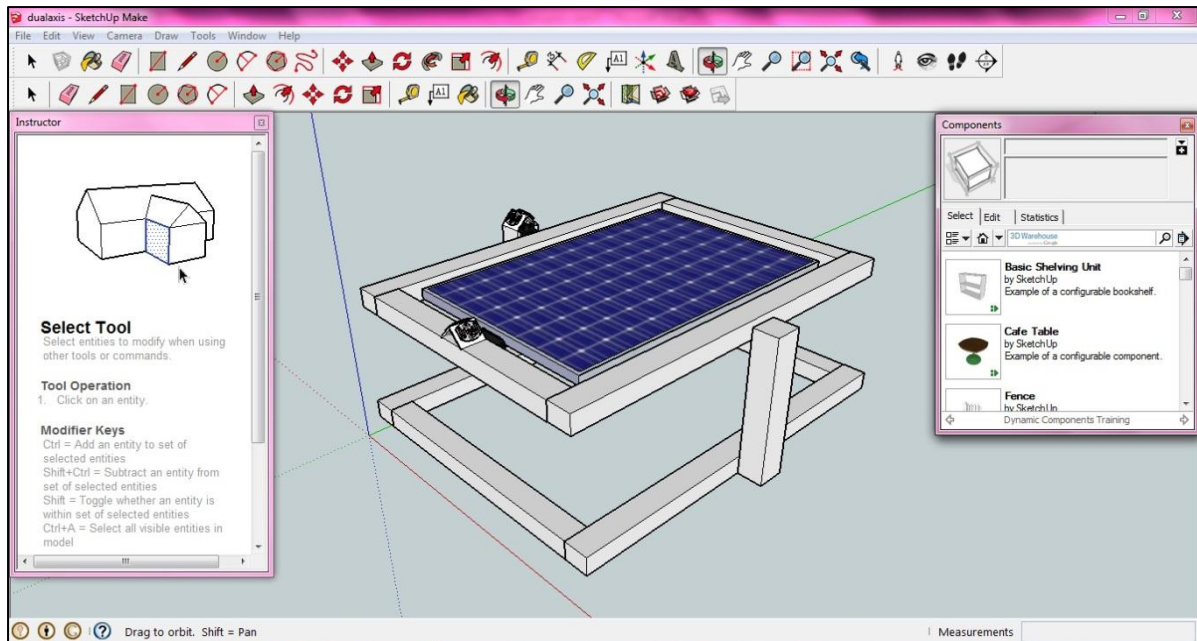 dualaxis - SketchUp Make
File Edit View Camera Draw Tools Window Help
Instructor
Select Tool
Select entities to modify when using
other tools or commands.
Tool Operation
1. Click on an entity.
Modifier Keys
Ctrl = Add an entity to set of
selected entities
Shift+Ctrl = Subtract an entity from
set of selected entities
Shift = Toggle whether an entity is
within set of selected entities
Ctrl+A = Select all visible entities in
model
Components
Select Edit Statistics
3D Warehouse
Basic Shelving Unit
by SketchUp
Example of a configurable bookshelf.
Cafe Table
by SketchUp
Example of a configurable component.
Fence
by SketchUp
Dynamic Components Training
Drag to orbit. Shift = Pan
Measurements